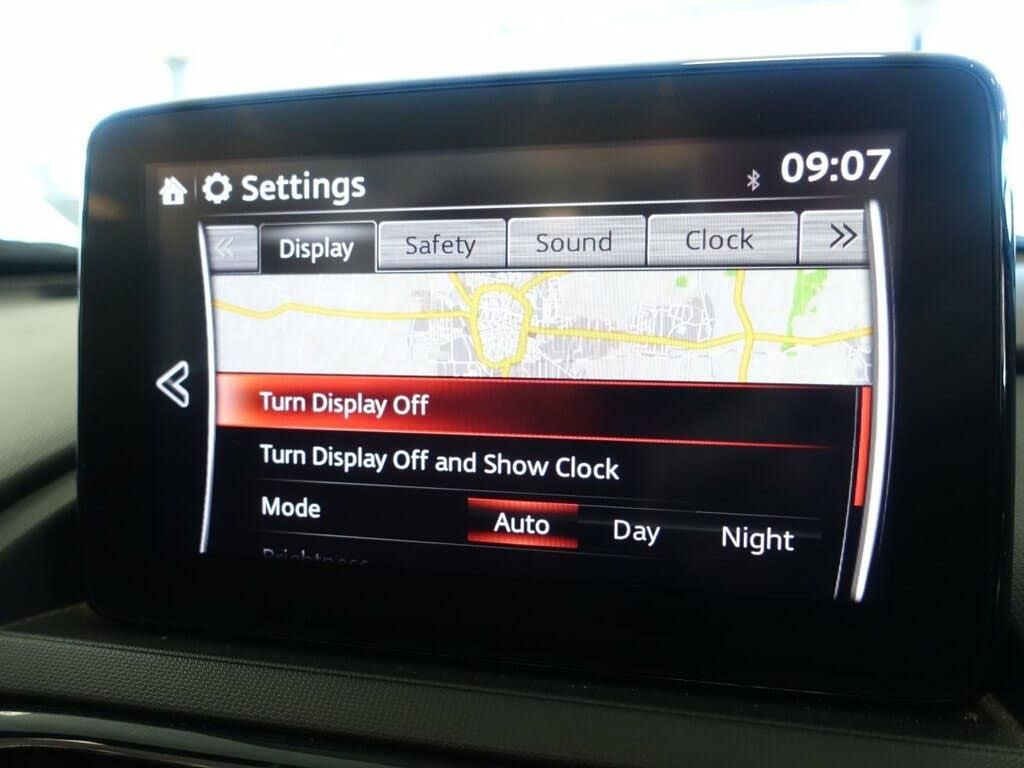 Settings 09:07
Display Safety Sound Clock
Turn Display Off
Turn Display Off and Show Clock
Mode Auto Day Night
Brightness